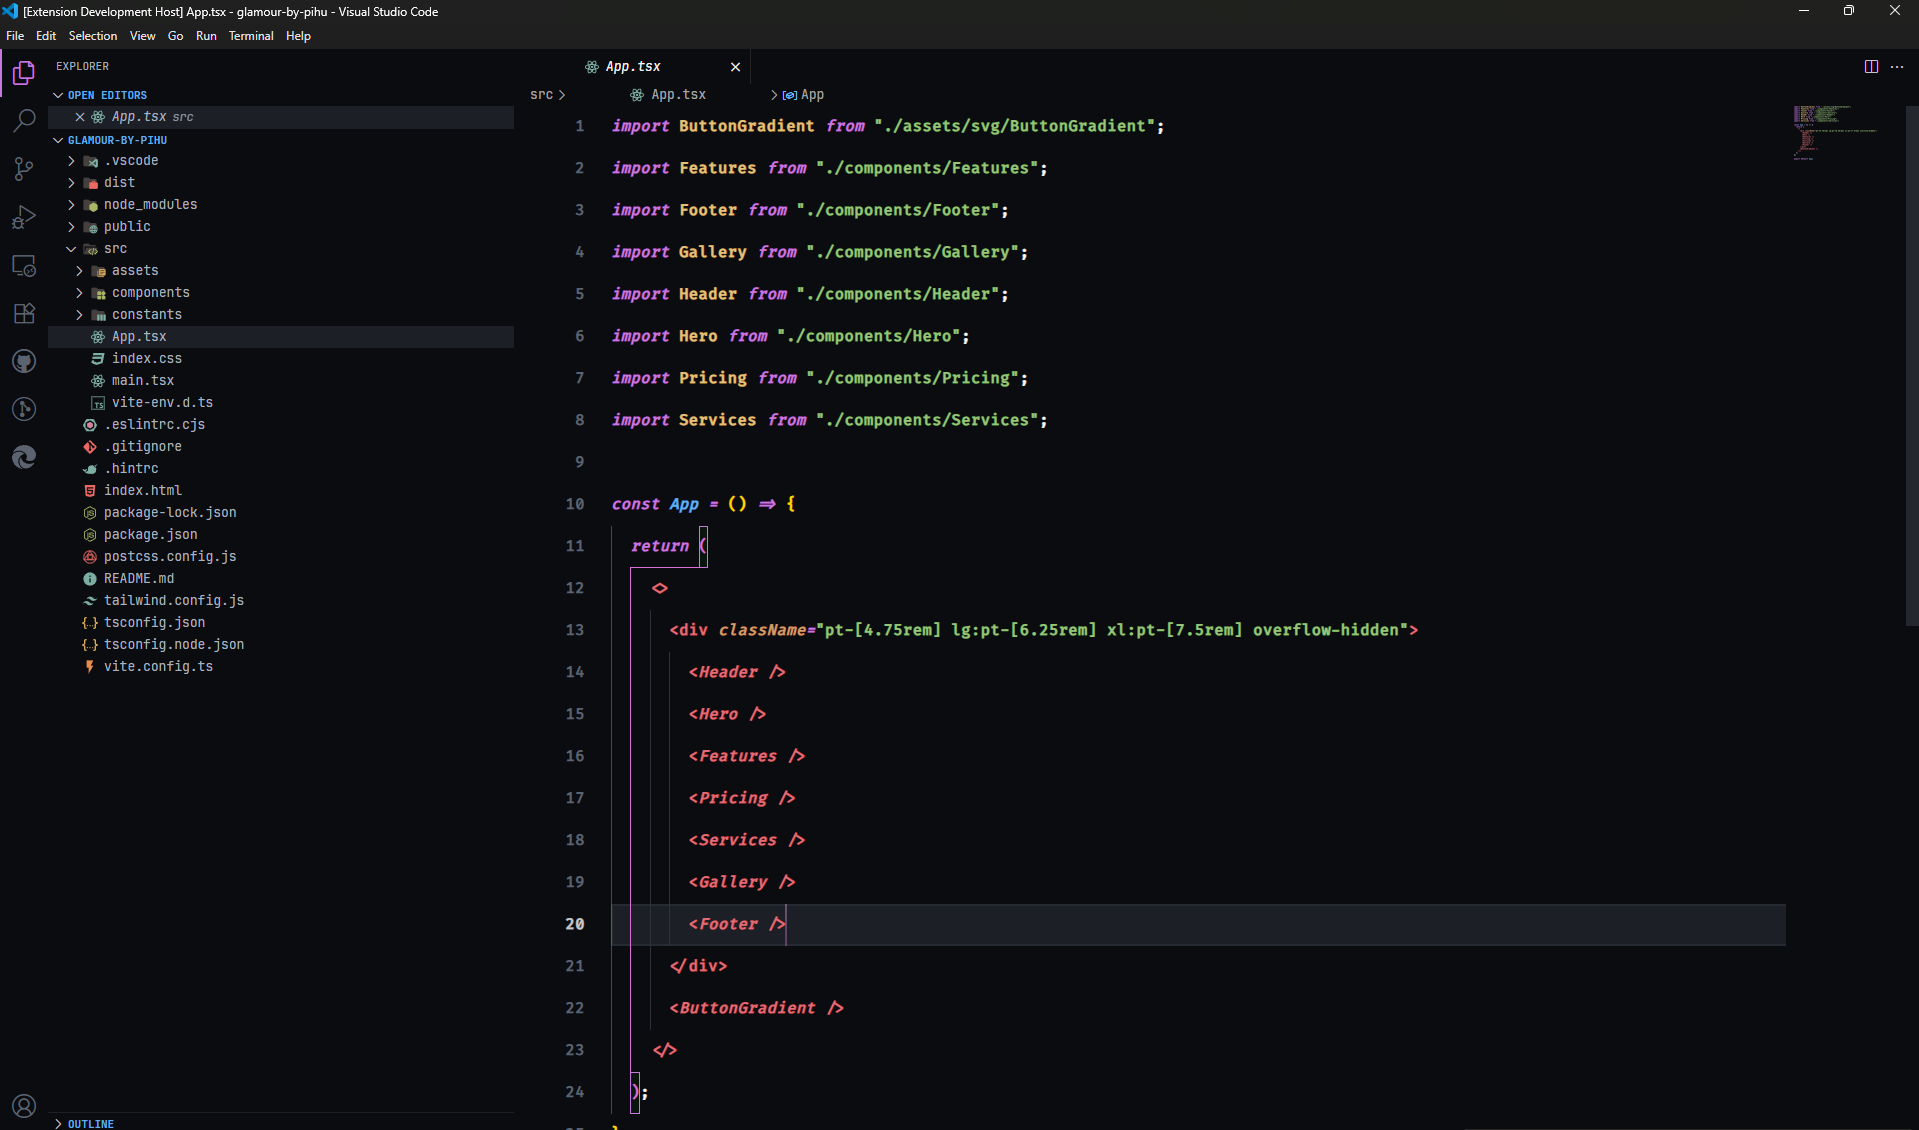 [Extension Development Host] App.tsx - glamour-by-pihu - Visual Studio Code
File Edit Selection View Go Run Terminal Help
EXPLORER
OPEN EDITORS
App.tsx src
GLAMOUR-BY-PIHU
.vscode
dist
node_modules
public
src
assets
components
constants
App.tsx
index.css
main.tsx
vite-env.d.ts
.eslintrc.cjs
.gitignore
.hintrc
index.html
package-lock.json
package.json
postcss.config.js
README.md
tailwind.config.js
tsconfig.json
tsconfig.node.json
vite.config.ts
OUTLINE
App.tsx
src > App.tsx > App
1 import ButtonGradient from "./assets/svg/ButtonGradient";
2 import Features from "./components/Features";
3 import Footer from "./components/Footer";
4 import Gallery from "./components/Gallery";
5 import Header from "./components/Header";
6 import Hero from "./components/Hero";
7 import Pricing from "./components/Pricing";
8 import Services from "./components/Services";
9
10 const App = () => {
11 return (
12 <>
13 <div className="pt-[4.75rem] lg:pt-[6.25rem] xl:pt-[7.5rem] overflow-hidden">
14 <Header />
15 <Hero />
16 <Features />
17 <Pricing />
18 <Services />
19 <Gallery />
20 <Footer />
21 </div>
22 <ButtonGradient />
23 </>
24 );